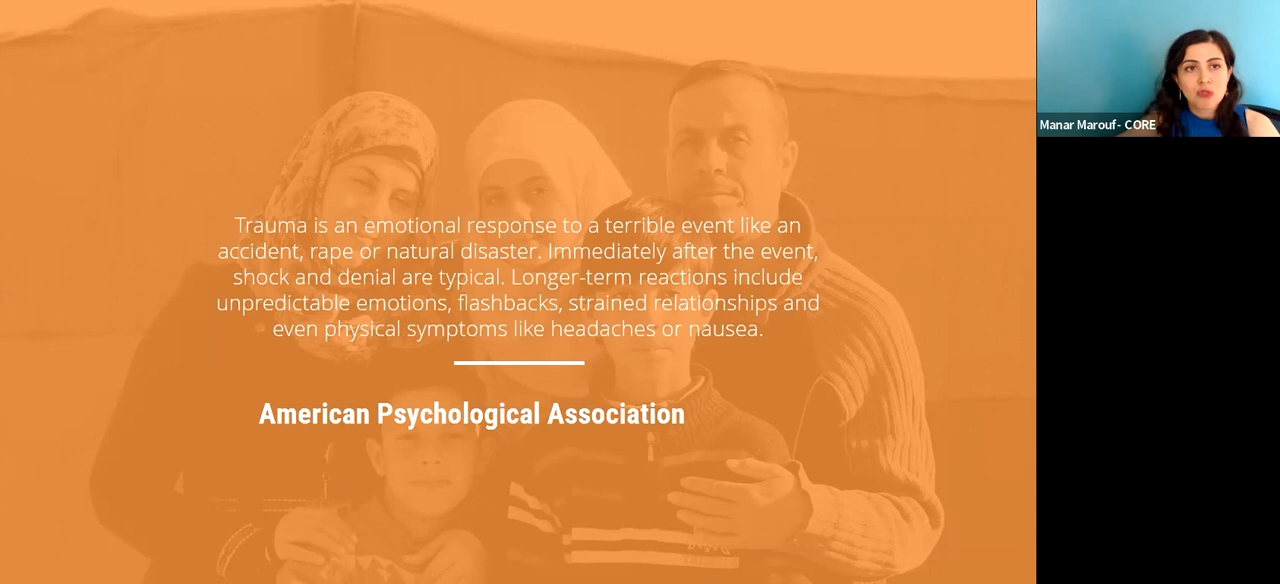 Trauma is an emotional response to a terrible event like an
accident, rape or natural disaster. Immediately after the event,
shock and denial are typical. Longer-term reactions include
unpredictable emotions, flashbacks, strained relationships and
even physical symptoms like headaches or nausea.
American Psychological Association
Manar Marouf- CORE